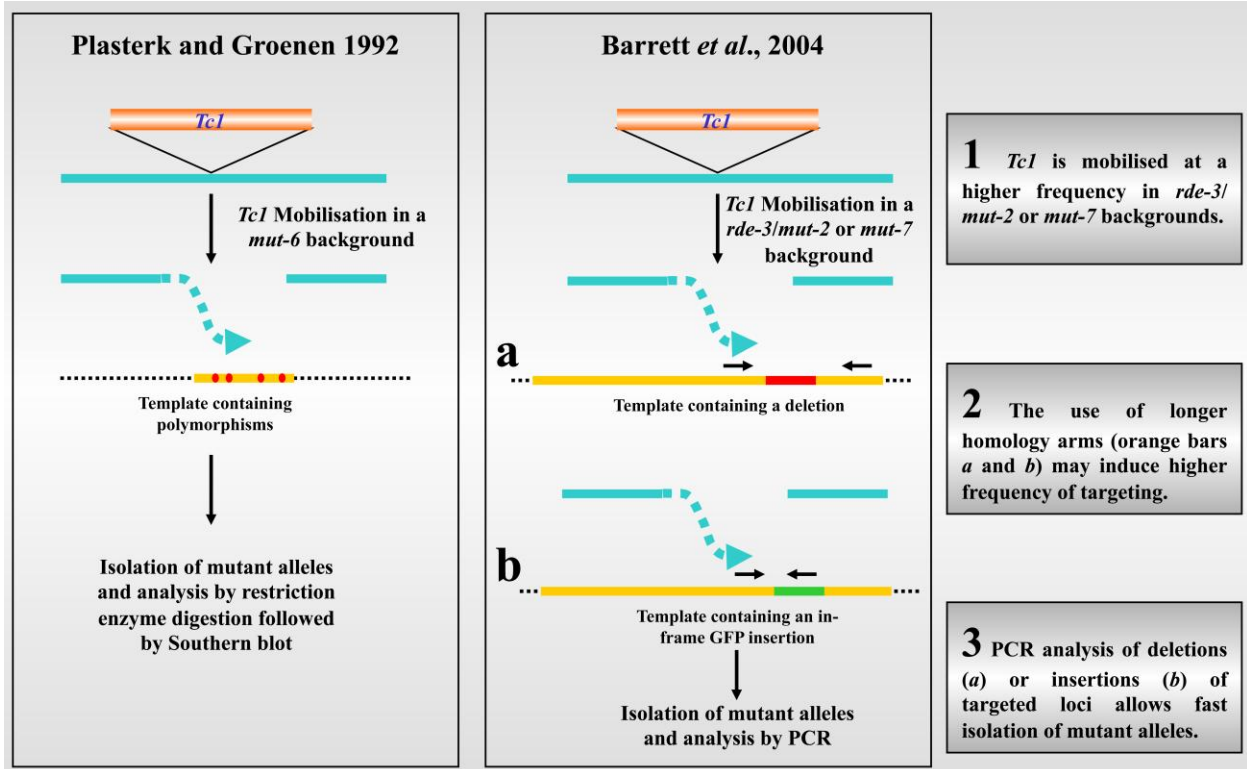 Plasterk and Groenen 1992
Tc1
Tc1 Mobilisation in a
mut-6 background
Template containing
polymorphisms
Isolation of mutant alleles
and analysis by restriction
enzyme digestion followed
by Southern blot
Barrett et al., 2004
Tc1
Tc1 Mobilisation in a
rde-3/mut-2 or mut-7
background
a
Template containing a deletion
b
Template containing an in-
frame GFP insertion
Isolation of mutant alleles
and analysis by PCR
1 Tc1 is mobilised at a
higher frequency in rde-3/
mut-2 or mut-7 backgrounds.
2 The use of longer
homology arms (orange bars
a and b) may induce higher
frequency of targeting.
3 PCR analysis of deletions
(a) or insertions (b) of
targeted loci allows fast
isolation of mutant alleles.